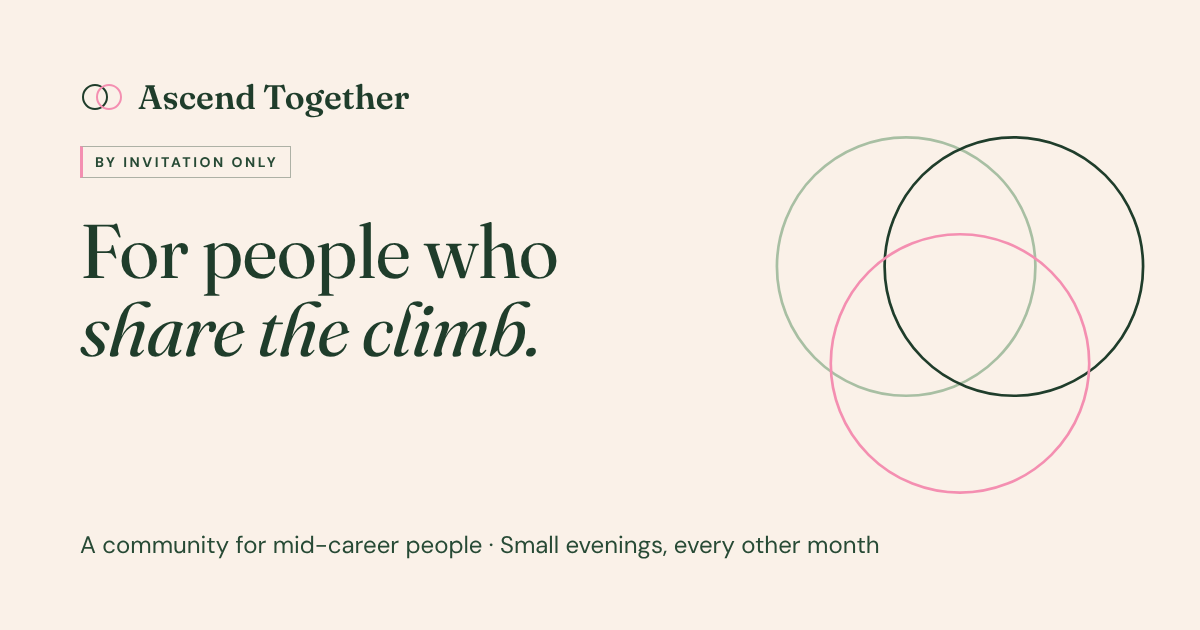 Ascend Together
BY INVITATION ONLY
For people who
share the climb.
A community for mid-career people · Small evenings, every other month